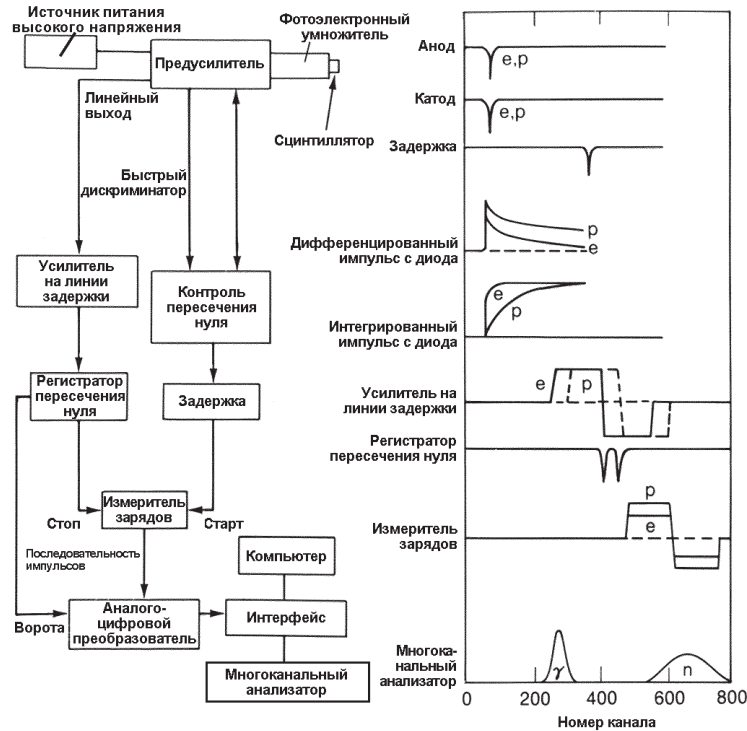 Источник питания
высокого напряжения
Фотоэлектронный
умножитель
Предусилитель
Линейный
выход
Сцинтиллятор
Быстрый
дискриминатор
Усилитель
на линии
задержки
Контроль
пересечения
нуля
Регистратор
пересечения
нуля
Задержка
Измеритель
зарядов
Стоп
Старт
Последовательность
импульсов
Компьютер
Ворота
Аналого-
цифровой
преобразователь
Интерфейс
Многоканальный
анализатор
Анод
e,p
Катод
e,p
Задержка
p
Дифференцированный
импульс с диода
e
e
p
Интегрированный
импульс с диода
e
p
Усилитель на
линии задержки
Регистратор
пересечения нуля
p
e
Измеритель
зарядов
Многока-
нальный
анализатор
γ
n
0
200
400
600
800
Номер канала